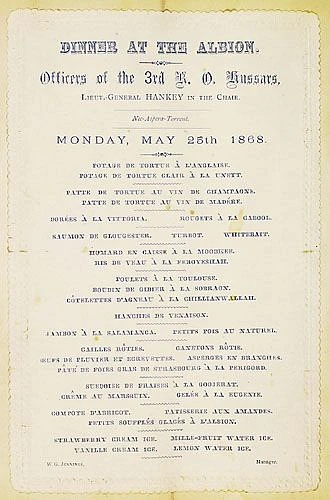 DINNER AT THE ALBION.
Officers of the 3rd K. O. Hussars,
LIEUT.-GENERAL HANKEY IN THE CHAIR.
Nec-Aspera-Terrent.
MONDAY, MAY 25th 1868.
POTAGE DE TORTUE À L'ANGLAISE.
POTAGE DE TORTUE CLAIR À LA UNETT.
PATTE DE TORTUE AU VIN DE CHAMPAGNE.
PATTE DE TORTUE AU VIN DE MADÈRE.
DORÉES À LA VITTORIA. ROUGETS À LA CABOOL.
SAUMON DE GLOUCESTER. TURBOT. WHITEBAIT.
HOMARD EN CAISSE À LA MOODKEE.
RIS DE VEAU À LA FEROZESHAH.
POULETS À LA TOULOUSE.
BOUDIN DE GIBIER À LA SOBRAON.
CÔTELETTES D'AGNEAU À LA CHILLIANWALLAH.
HANCHES DE VENAISON.
JAMBON À LA SALAMANCA. PETITS POIS AU NATUREL.
CAILLES RÔTIES. CANETONS RÔTIE.
ŒUFS DE PLUVIER ET EGREVETTES. ASPERGES EN BRANCHES.
PÂTE DE FOIES GRAS DE STRASBOURG À LA PERIGORD.
SUEDOISE DE FRAISES À LA GOOJERAT.
CRÊME AU MARSQUIN. GELÉE À LA EUGENIE.
COMPOTE D'ABRICOT. PATISSERIE AUX AMANDES.
PETITS SOUFFLÉS GLACÉS À L'ALBION.
STRAWBERRY CREAM ICE. MILLE-FRUIT WATER ICE.
VANILLE CREAM ICE. LEMON WATER ICE.
W. G. JENNINGS, Manager.